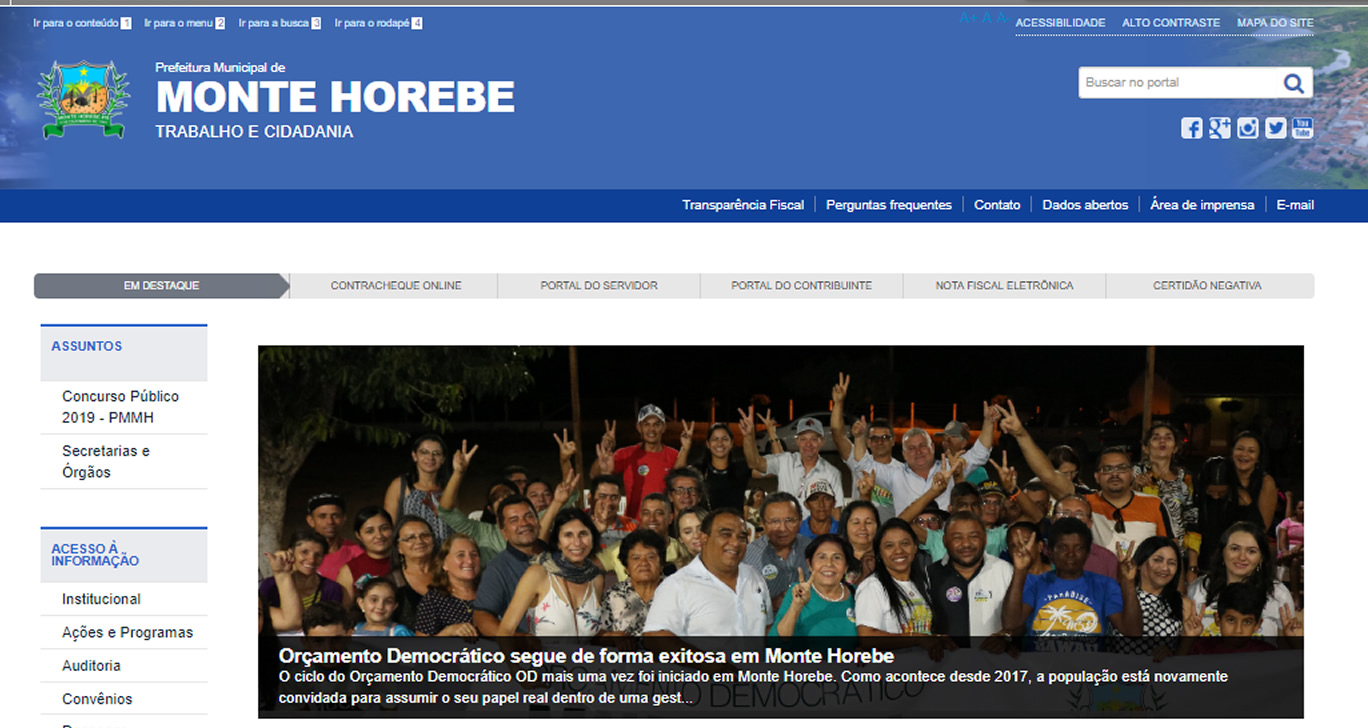 Ir para o conteúdo 1 Ir para o menu 2 Ir para a busca 3 Ir para o rodapé 4
A+ A A- ACESSIBILIDADE ALTO CONTRASTE MAPA DO SITE
Prefeitura Municipal de
MONTE HOREBE
TRABALHO E CIDADANIA
Buscar no portal
You
Tube
Transparência Fiscal Perguntas frequentes Contato Dados abertos Área de imprensa E-mail
EM DESTAQUE CONTRACHEQUE ONLINE PORTAL DO SERVIDOR PORTAL DO CONTRIBUINTE NOTA FISCAL ELETRÔNICA CERTIDÃO NEGATIVA
ASSUNTOS
Concurso Público
2019 - PMMH
Secretarias e
Órgãos
ACESSO À
INFORMAÇÃO
Institucional
Ações e Programas
Auditoria
Convênios
PARADISE
Orçamento Democrático segue de forma exitosa em Monte Horebe
O ciclo do Orçamento Democrático OD mais uma vez foi iniciado em Monte Horebe. Como acontece desde 2017, a população está novamente
convidada para assumir o seu papel real dentro de uma gest...